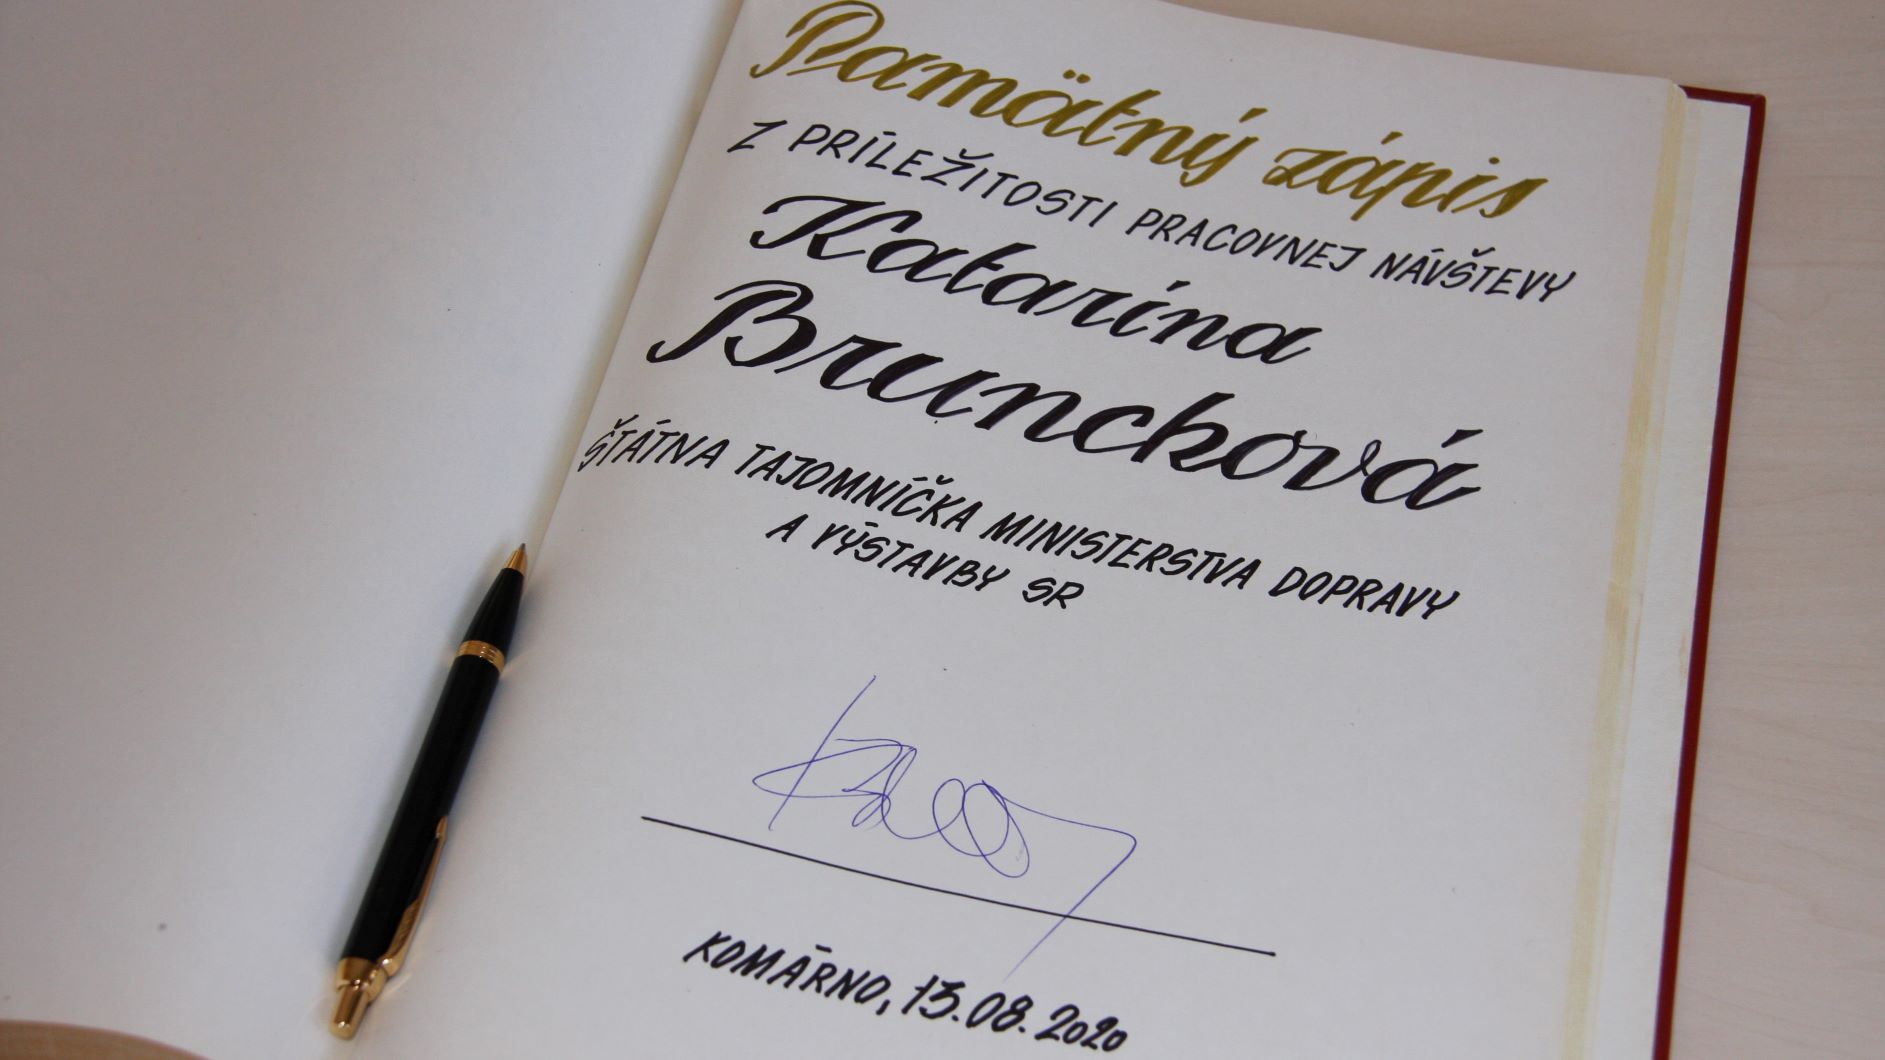 Pamätný zápis
Z PRÍLEŽITOSTI PRACOVNEJ NÁVŠTEVY
Katarína
Bruncková
ŠTÁTNA TAJOMNÍČKA MINISTERSTVA DOPRAVY
A VÝSTAVBY SR
KOMÁRNO, 13.08.2020